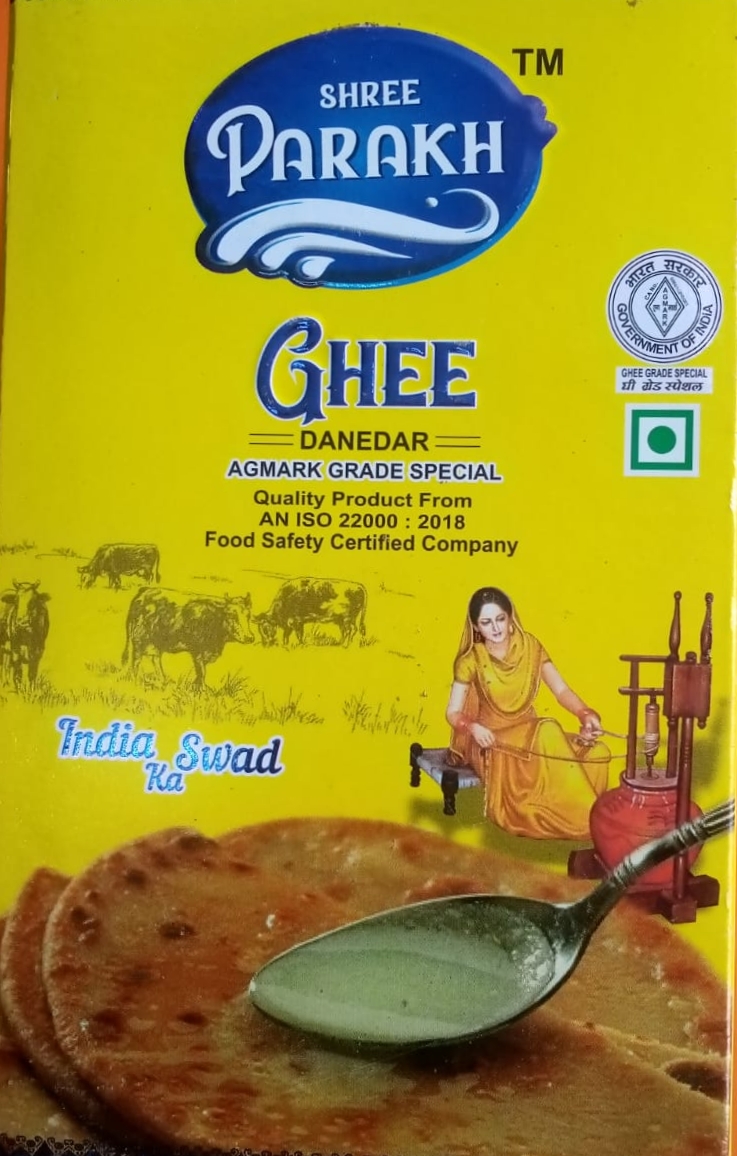 TM
SHREE
PARAKH
भारत सरकार
AGMARK
GOVERNMENT OF INDIA
GHEE GRADE SPECIAL
घी ग्रेड स्पेशल
GHEE
DANEDAR
AGMARK GRADE SPECIAL
Quality Product From
AN ISO 22000 : 2018
Food Safety Certified Company
India
Ka Swad